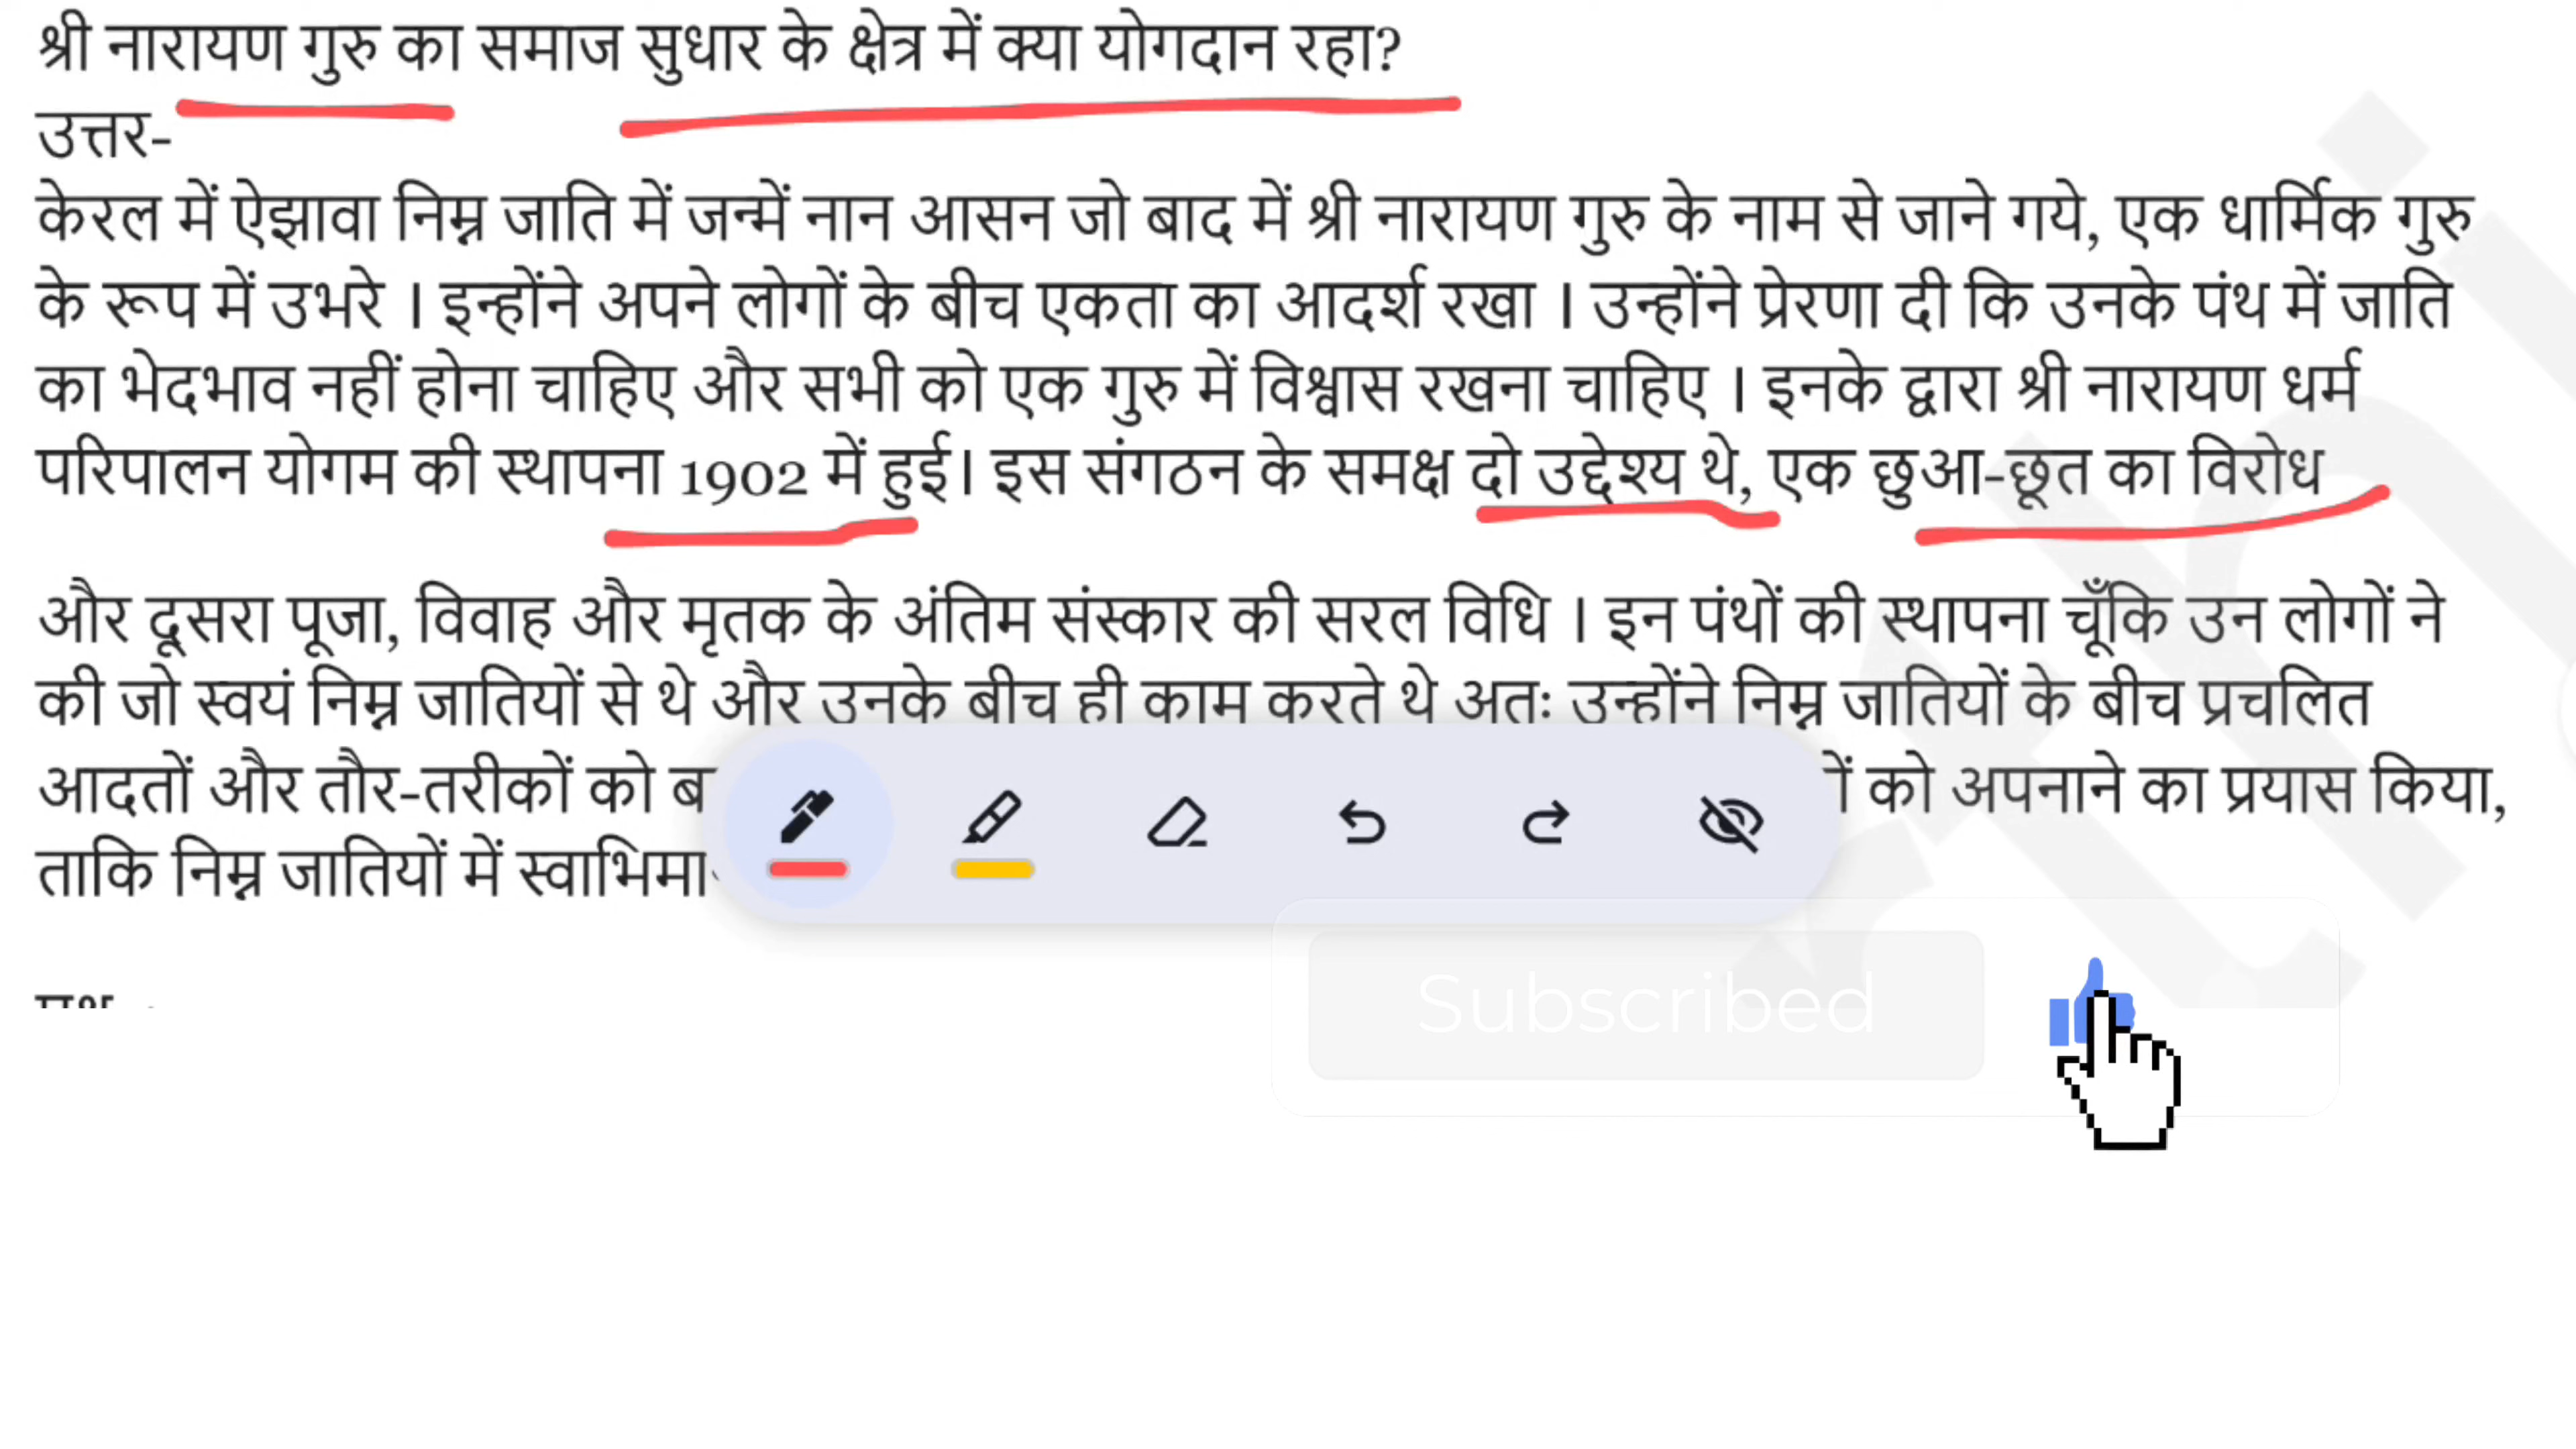 श्री नारायण गुरु का समाज सुधार के क्षेत्र में क्या योगदान रहा?
उत्तर-
केरल में ऐझावा निम्न जाति में जन्में नान आसन जो बाद में श्री नारायण गुरु के नाम से जाने गये, एक धार्मिक गुरु
के रूप में उभरे । इन्होंने अपने लोगों के बीच एकता का आदर्श रखा । उन्होंने प्रेरणा दी कि उनके पंथ में जाति
का भेदभाव नहीं होना चाहिए और सभी को एक गुरु में विश्वास रखना चाहिए । इनके द्वारा श्री नारायण धर्म
परिपालन योगम की स्थापना 1902 में हुई। इस संगठन के समक्ष दो उद्देश्य थे, एक छुआ-छूत का विरोध
और दूसरा पूजा, विवाह और मृतक के अंतिम संस्कार की सरल विधि । इन पंथों की स्थापना चूँकि उन लोगों ने
की जो स्वयं निम्न जातियों से थे और उनके बीच ही काम करते थे अतः उन्होंने निम्न जातियों के बीच प्रचलित
आदतों और तौर-तरीकों को को अपनाने का प्रयास किया,
ताकि निम्न जातियों में
Subscribed